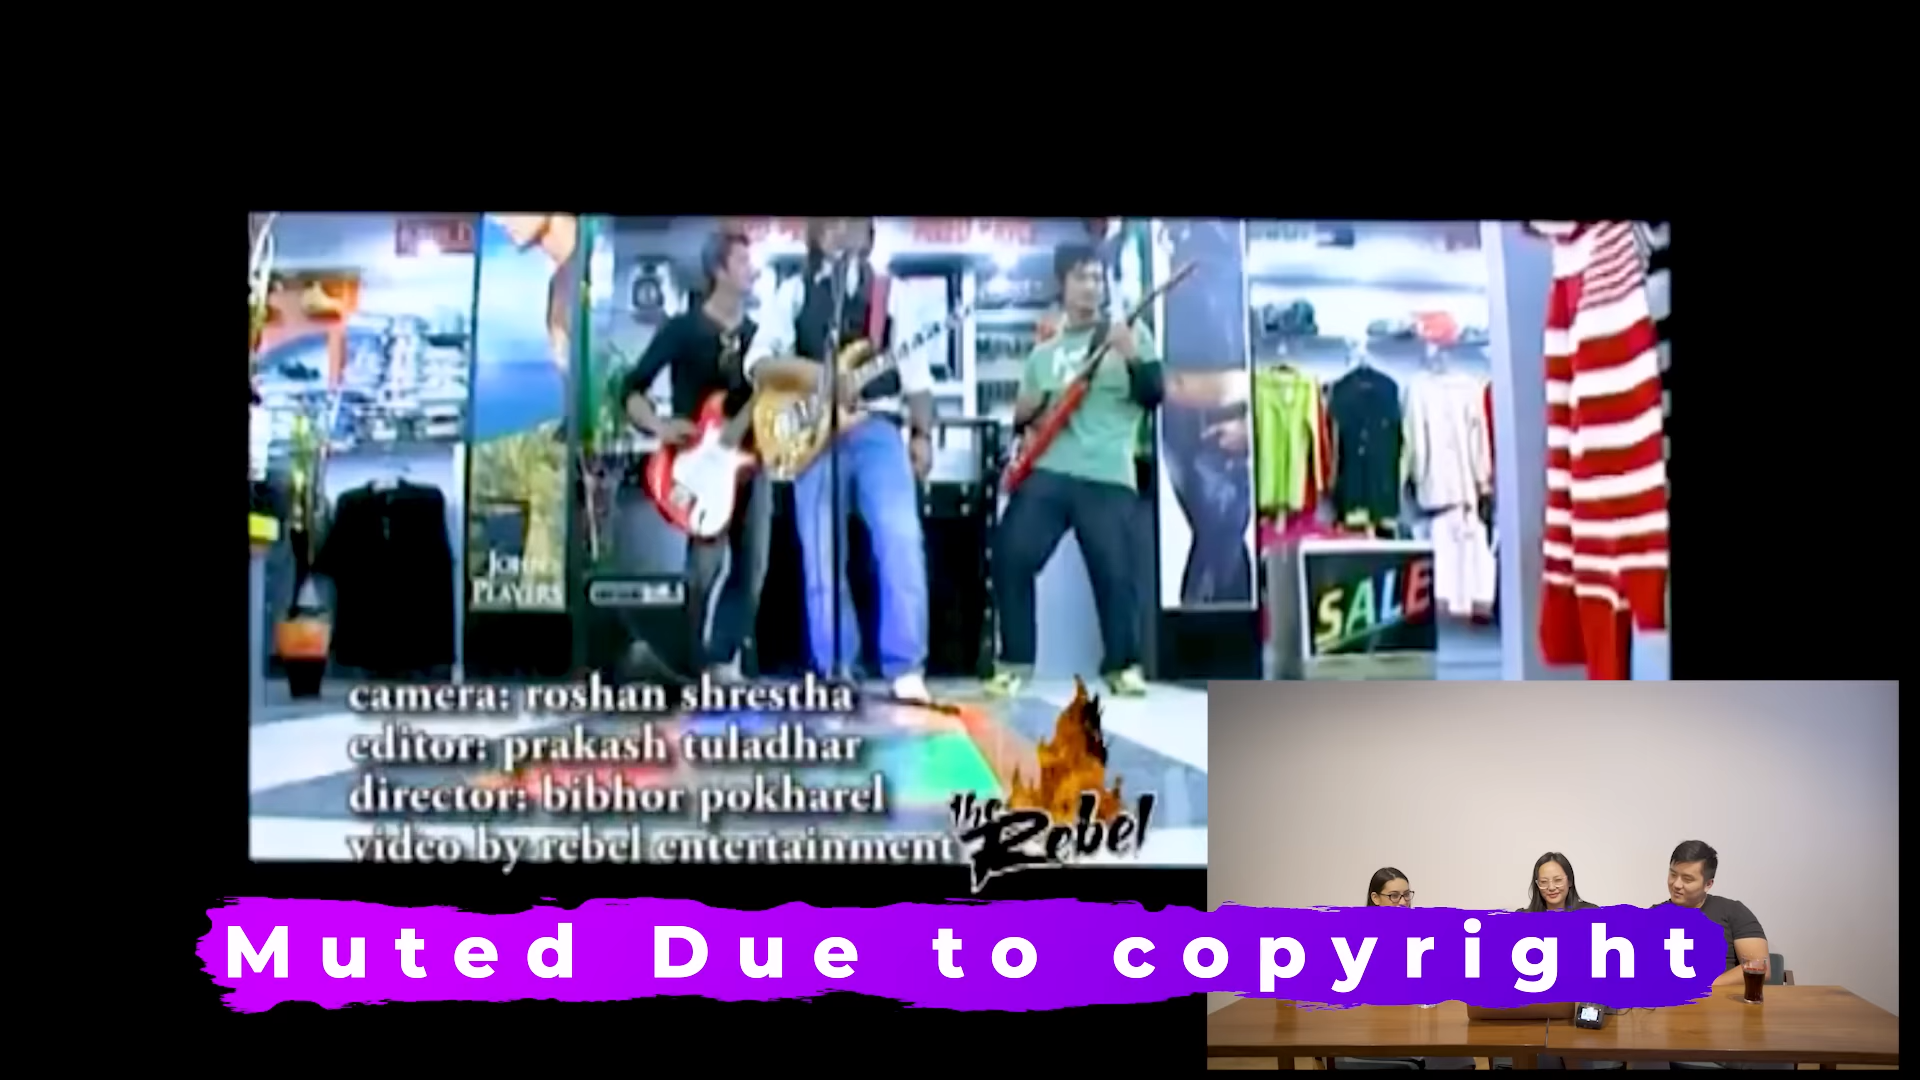 JOHN
PLAYERS
SALE
camera: roshan shrestha
editor: prakash tuladhar
director: bibhor pokharel
video by rebel entertainment
the
Rebel
Muted Due to copyright